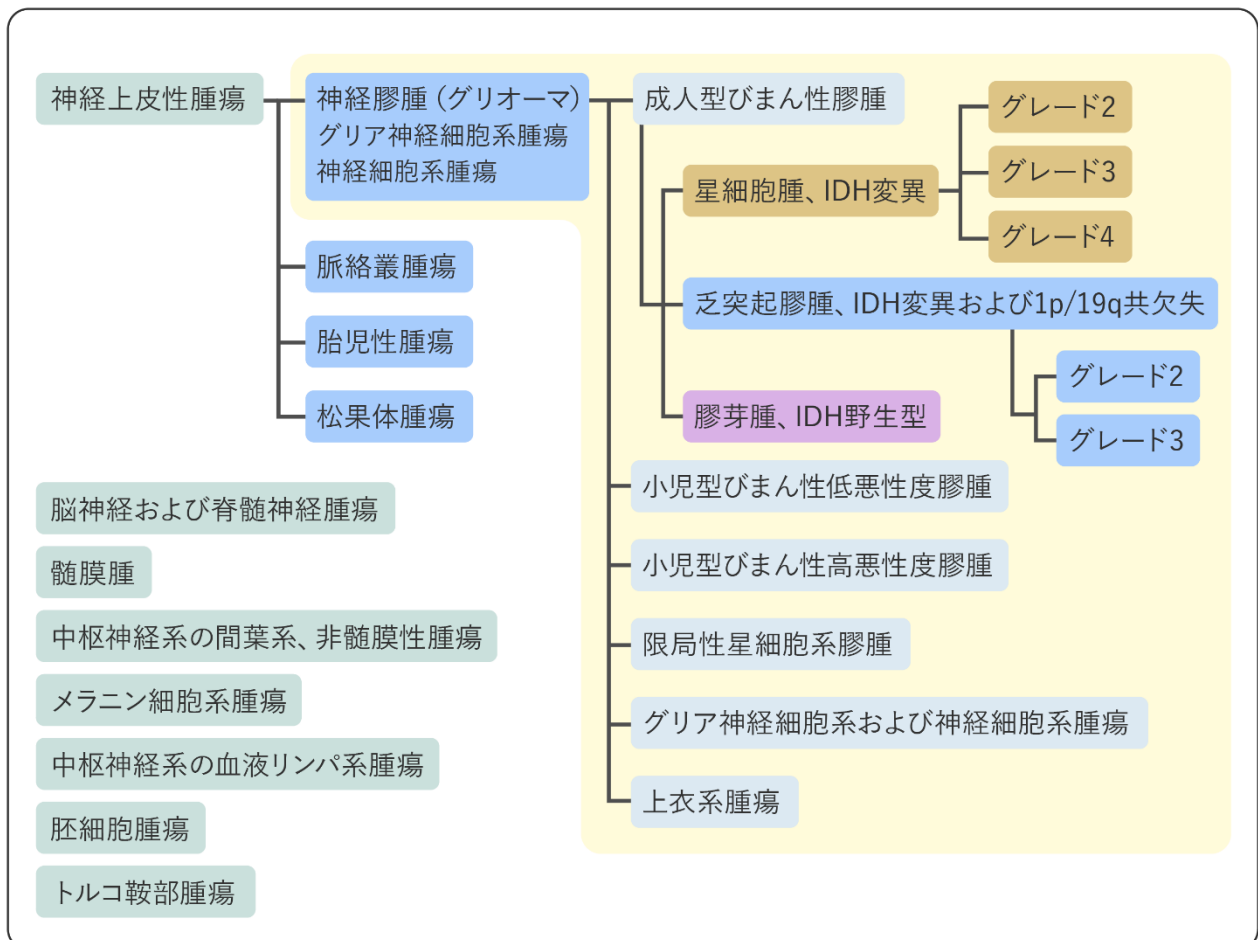 神経上皮性腫瘍
神経膠腫（グリオーマ）
グリア神経細胞系腫瘍
神経細胞系腫瘍
脈絡叢腫瘍
胎児性腫瘍
松果体腫瘍
成人型びまん性膠腫
星細胞腫、IDH変異
グレード2
グレード3
グレード4
乏突起膠腫、IDH変異および1p/19q共欠失
グレード2
グレード3
膠芽腫、IDH野生型
小児型びまん性低悪性度膠腫
小児型びまん性高悪性度膠腫
限局性星細胞系膠腫
グリア神経細胞系および神経細胞系腫瘍
上衣系腫瘍
脳神経および脊髄神経腫瘍
髄膜腫
中枢神経系の間葉系、非髄膜性腫瘍
メラニン細胞系腫瘍
中枢神経系の血液リンパ系腫瘍
胚細胞腫瘍
トルコ鞍部腫瘍